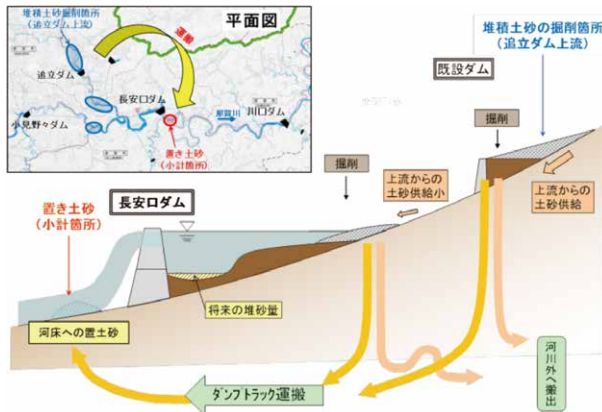 堆積土砂掘削箇所
(追立ダム上流)
平面図
運搬
追立ダム
長安口ダム
小見野々ダム
那賀川
川口ダム
置き土砂
(小計箇所)
堆積土砂の掘削箇所
(追立ダム上流)
既設ダム
掘削
掘削
上流からの
土砂供給小
上流からの
土砂供給
置き土砂
(小計箇所)
長安口ダム
将来の堆砂量
河床への置土砂
ダンプトラック運搬
河川外へ搬出